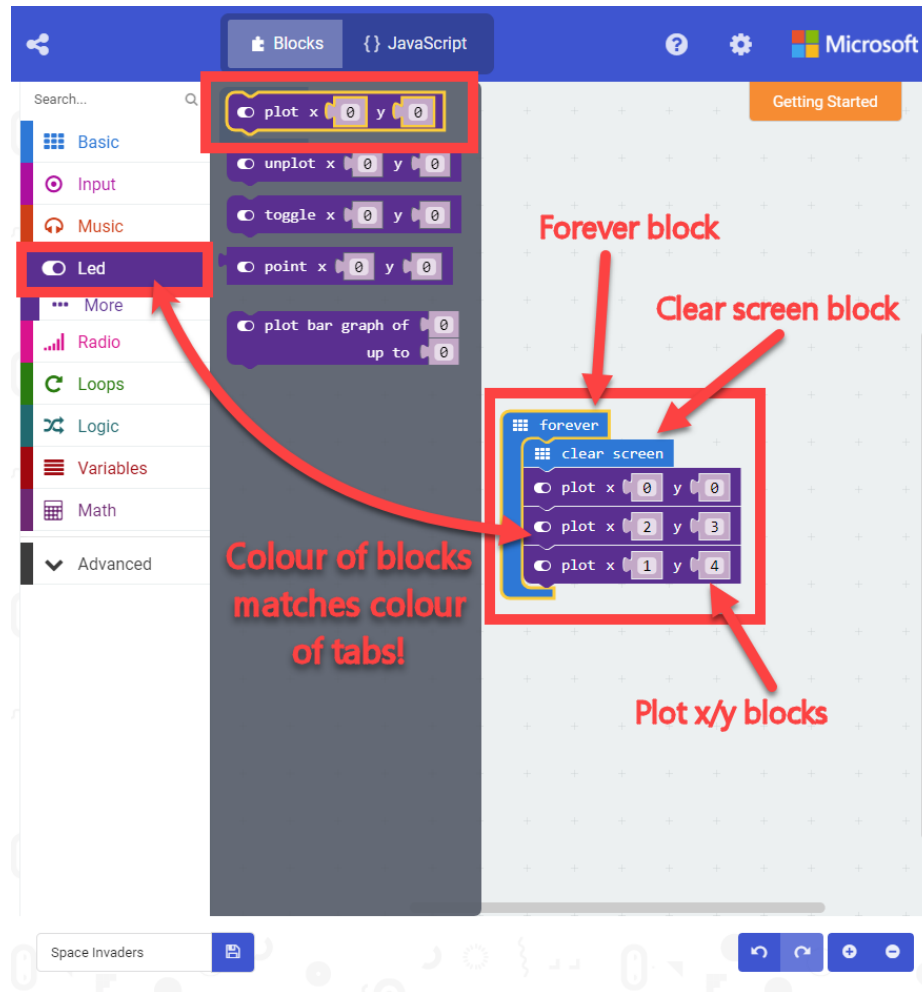 Blocks
{} JavaScript
Microsoft
Search...
Getting Started
Basic
Input
Music
Led
More
Radio
Loops
Logic
Variables
Math
Advanced
plot x 0 y 0
unplot x 0 y 0
toggle x 0 y 0
point x 0 y 0
plot bar graph of 0
up to 0
Forever block
Clear screen block
forever
clear screen
plot x 0 y 0
plot x 2 y 3
plot x 1 y 4
Colour of blocks
matches colour
of tabs!
Plot x/y blocks
Space Invaders